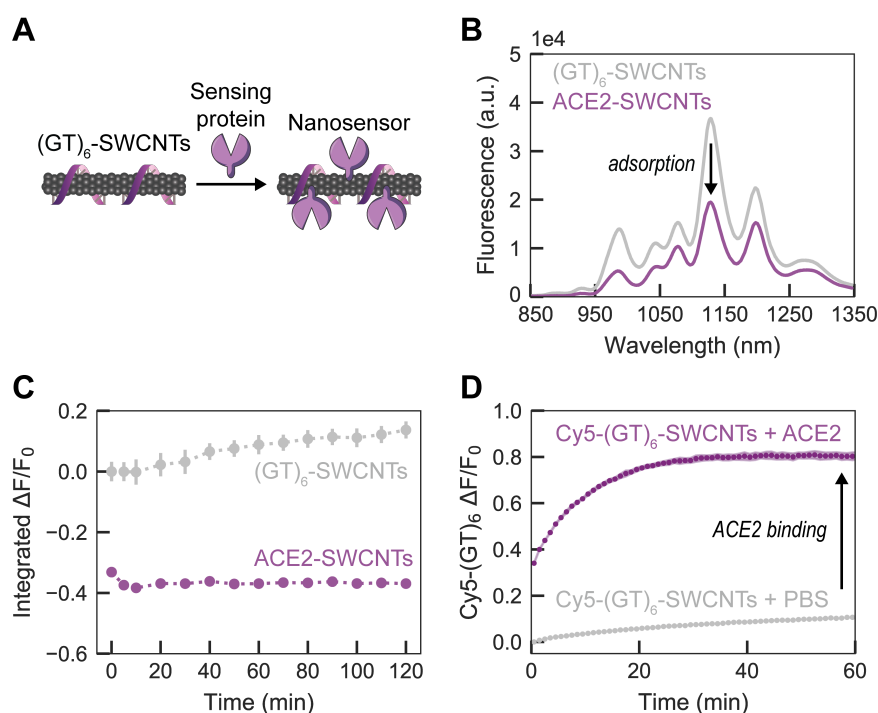 A
Sensing
protein
(GT)₆-SWCNTs
Nanosensor
B
1e4
Fluorescence (a.u.)
5
4
3
2
1
0
(GT)₆-SWCNTs
ACE2-SWCNTs
adsorption
850 950 1050 1150 1250 1350
Wavelength (nm)
C
Integrated ΔF/F₀
0.2
0.0
−0.2
−0.4
−0.6
(GT)₆-SWCNTs
ACE2-SWCNTs
0 20 40 60 80 100 120
Time (min)
D
Cy5-(GT)₆ ΔF/F₀
1.0
0.8
0.6
0.4
0.2
0.0
Cy5-(GT)₆-SWCNTs + ACE2
ACE2 binding
Cy5-(GT)₆-SWCNTs + PBS
0 20 40 60
Time (min)